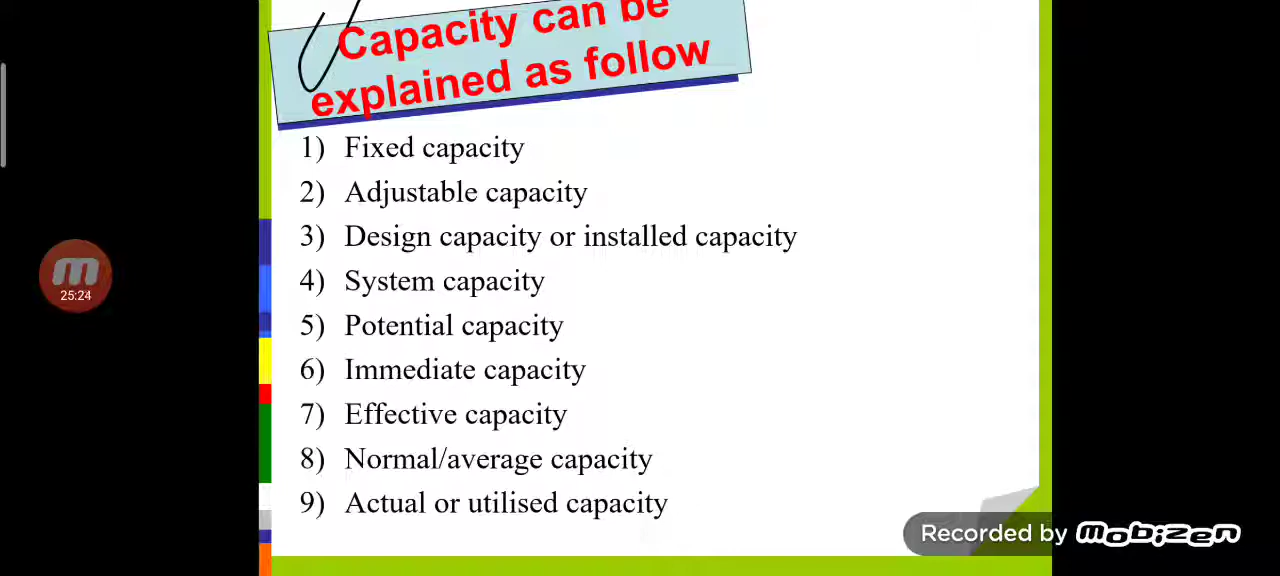 Capacity can be
explained as follow
1) Fixed capacity
2) Adjustable capacity
3) Design capacity or installed capacity
4) System capacity
5) Potential capacity
6) Immediate capacity
7) Effective capacity
8) Normal/average capacity
9) Actual or utilised capacity
25:24
Recorded by mobizen